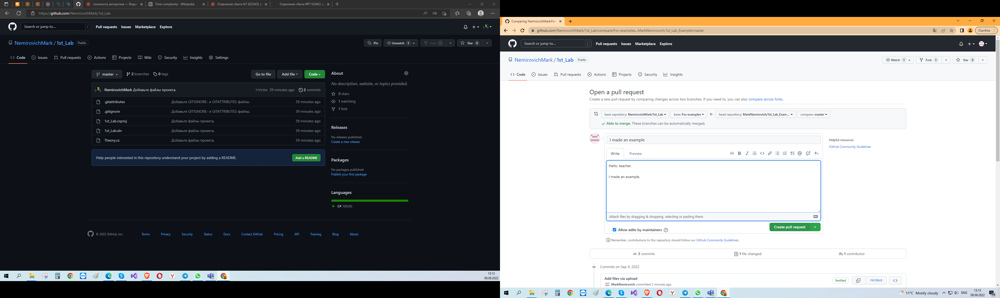 сложность алгоритма — Яндекс
Time complexity - Wikipedia
Отделение сбыта N7 (ЮЗАО)
Отделение сбыта №7 ЮЗАО,
https://github.com/NemirovichMark/1st_Lab
Search or jump to...
/
Pull requests
Issues
Marketplace
Explore
NemirovichMark / 1st_Lab
Public
Pin
Unwatch 1
Fork 1
Star 0
Code
Issues
Pull requests
Actions
Projects
Wiki
Security
Insights
Settings
master
2 branches
0 tags
Go to file
Add file
Code
NemirovichMark Добавьте файлы проекта.
7ff539e 39 minutes ago
2 commits
.gitattributes
Добавьте GITIGNORE- и GITATTRIBUTES-файлы.
39 minutes ago
.gitignore
Добавьте GITIGNORE- и GITATTRIBUTES-файлы.
39 minutes ago
1st_Lab.csproj
Добавьте файлы проекта.
39 minutes ago
1st_Lab.sln
Добавьте файлы проекта.
39 minutes ago
Theory.cs
Добавьте файлы проекта.
39 minutes ago
Help people interested in this repository understand your project by adding a README.
Add a README
About
No description, website, or topics provided.
0 stars
1 watching
1 fork
Releases
No releases published
Create a new release
Packages
No packages published
Publish your first package
Languages
C# 100.0%
© 2022 GitHub, Inc.
Terms
Privacy
Security
Status
Docs
Contact GitHub
Pricing
API
Training
Blog
About
13:13
09.09.2022
Comparing NemirovichMark:For-
github.com/NemirovichMark/1st_Lab/compare/For-examples...MarkNemirovich:1st_Lab_Example:master
Ошибка
Search or jump to...
/
Pull requests
Issues
Marketplace
Explore
NemirovichMark / 1st_Lab
Public
Watch 1
Fork 1
Star 0
Code
Issues
Pull requests
Actions
Projects
Security
Insights
Open a pull request
Create a new pull request by comparing changes across two branches. If you need to, you can also compare across forks.
base repository: NemirovichMark/1st_Lab
base: For-examples
head repository: MarkNemirovich/1st_Lab_Exam...
compare: master
Able to merge. These branches can be automatically merged.
I made an example
Write
Preview
Hello, teacher.
I made an example.
Attach files by dragging & dropping, selecting or pasting them.
Allow edits by maintainers
Create pull request
Helpful resources
GitHub Community Guidelines
Remember, contributions to this repository should follow our GitHub Community Guidelines.
3 commits
1 file changed
1 contributor
Commits on Sep 9, 2022
Add files via upload
MarkNemirovich committed 2 minutes ago
Verified
f4330c8
11°C Mostly cloudy
ENG
13:13
09.09.2022
14